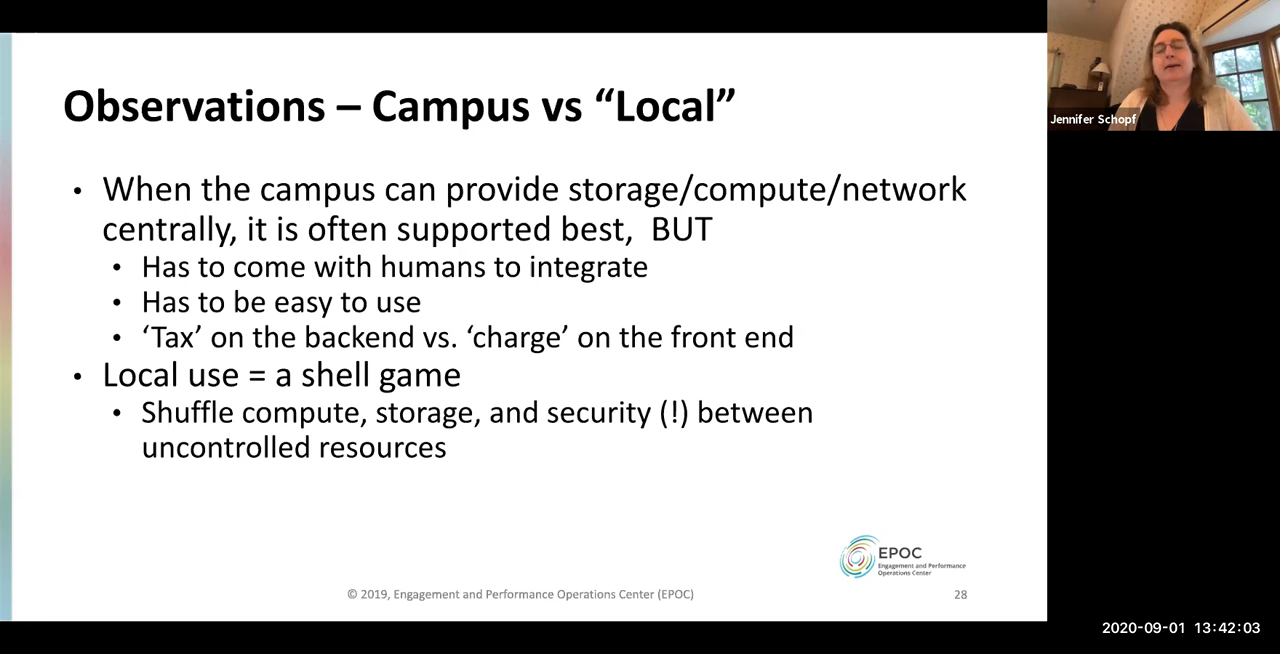 Observations – Campus vs “Local”
• When the campus can provide storage/compute/network
centrally, it is often supported best,  BUT
• Has to come with humans to integrate
• Has to be easy to use
• ‘Tax’ on the backend vs. ‘charge’ on the front end
• Local use = a shell game
• Shuffle compute, storage, and security (!) between
uncontrolled resources
EPOC
Engagement and Performance
Operations Center
© 2019, Engagement and Performance Operations Center (EPOC)
28
Jennifer Schopf
2020-09-01 13:42:03